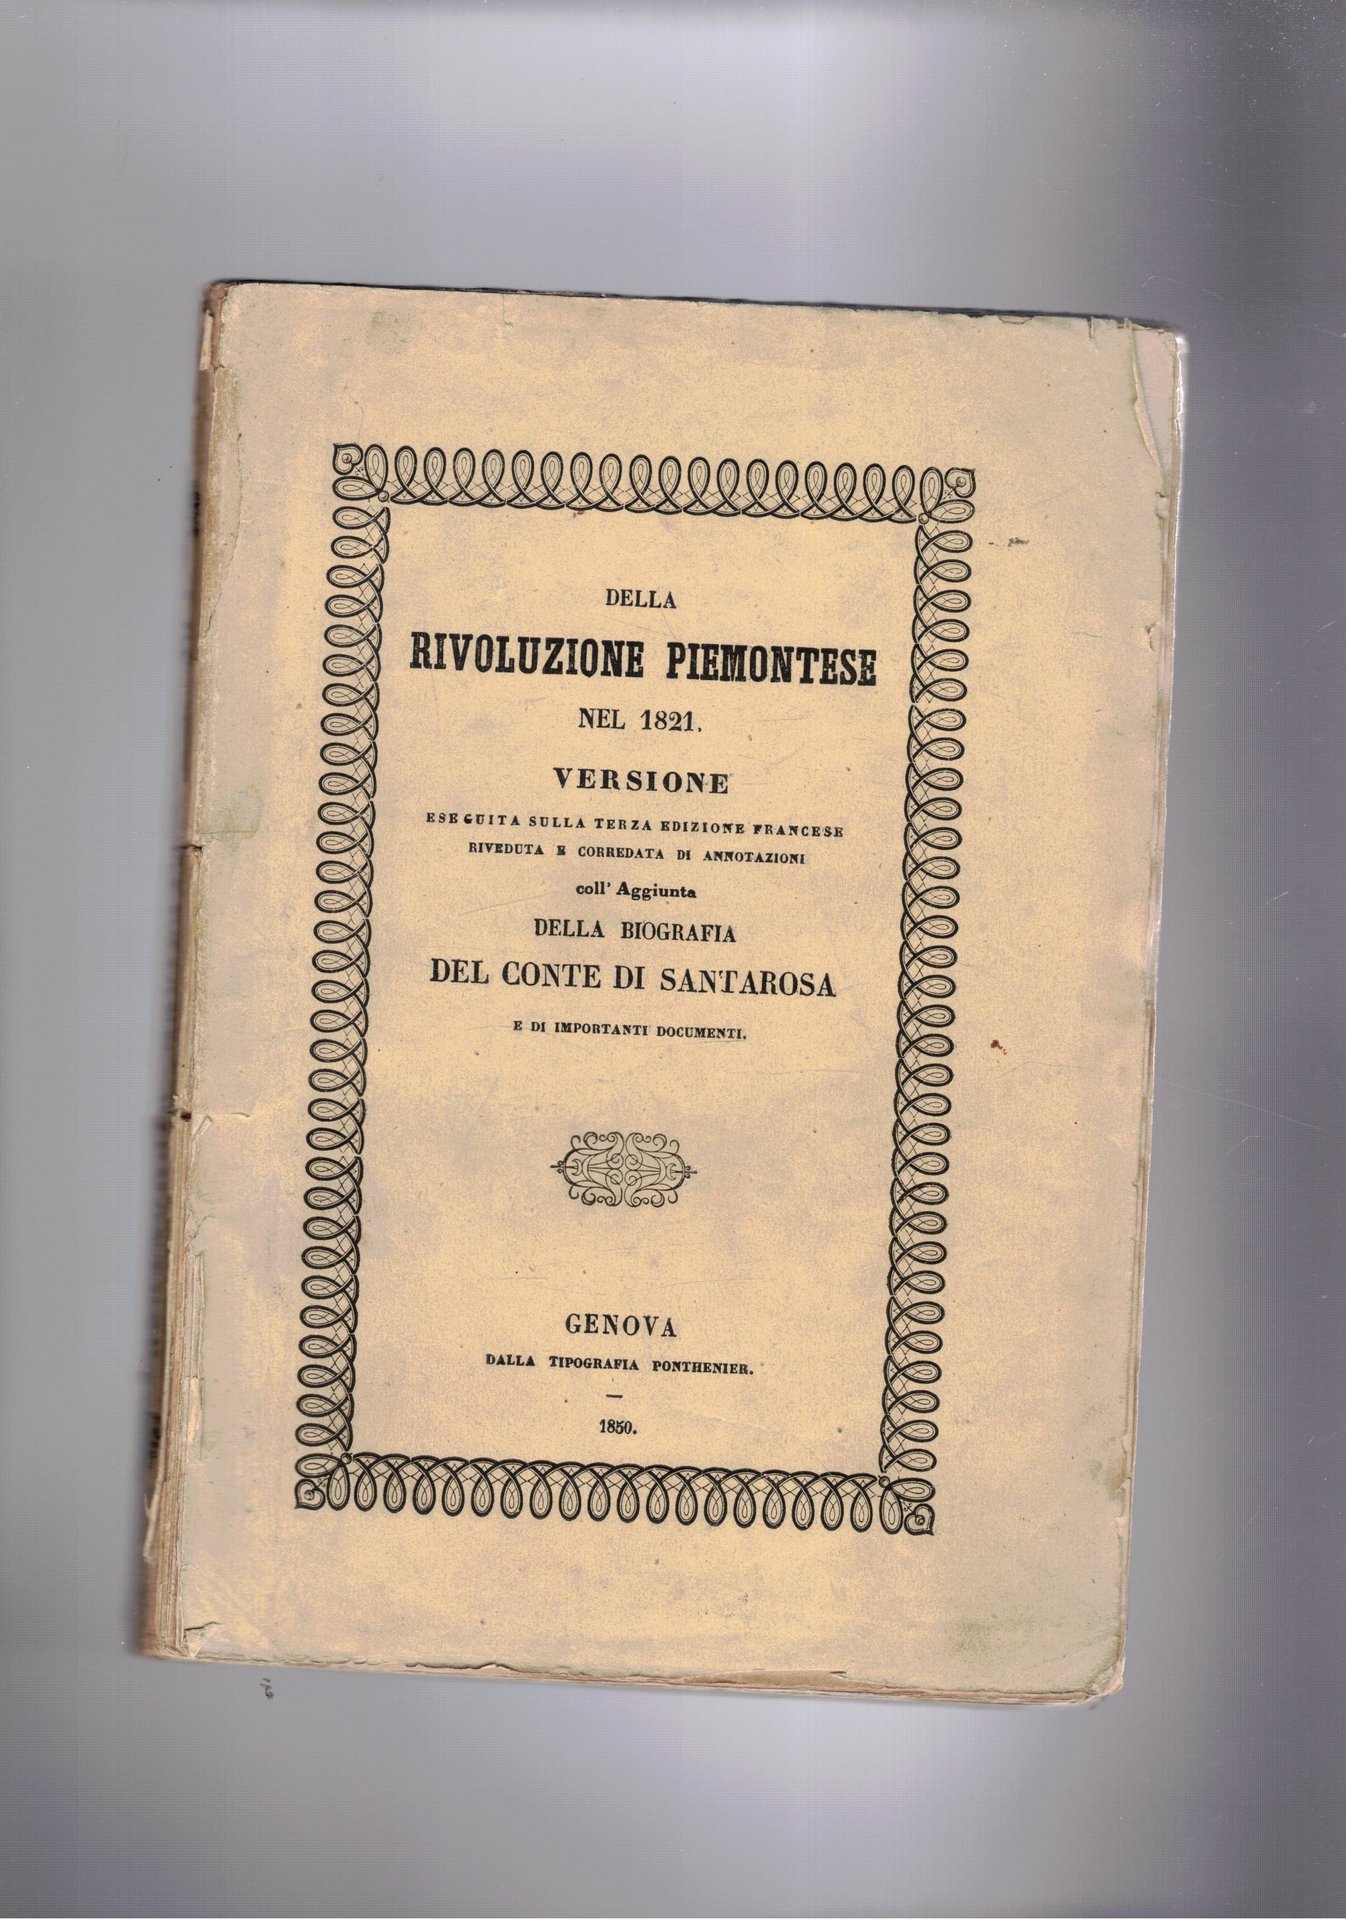 DELLA
RIVOLUZIONE PIEMONTESE
NEL 1821.
VERSIONE
ESEGUITA SULLA TERZA EDIZIONE FRANCESE
RIVEDUTA E CORREDATA DI ANNOTAZIONI
coll' Aggiunta
DELLA BIOGRAFIA
DEL CONTE DI SANTAROSA
E DI IMPORTANTI DOCUMENTI.
GENOVA
DALLA TIPOGRAFIA PONTHENIER.
—
1850.